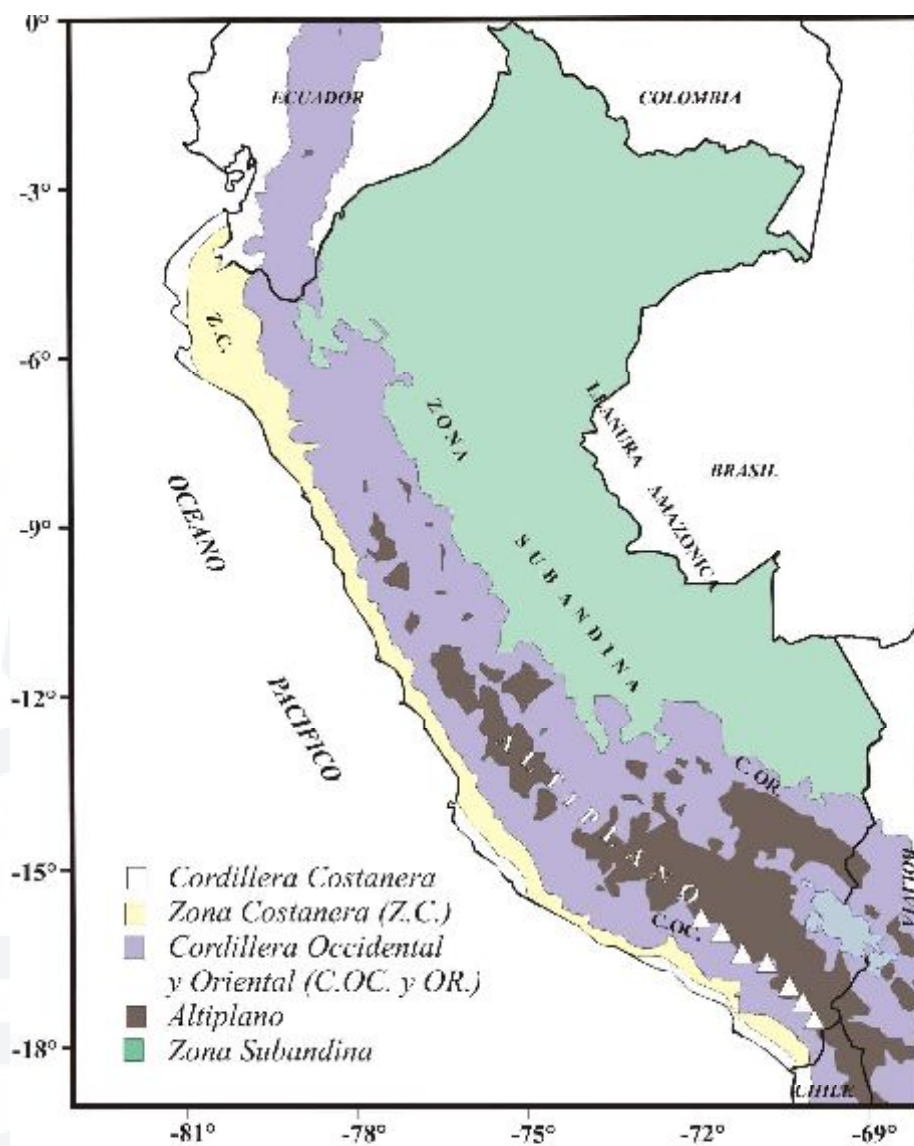 0°
ECUADOR
COLOMBIA
-3°
Z.C.
-6°
ZONA
LLANURA
BRASIL
OCEANO
AMAZONICA
-9°
SUBANDINA
-12°
PACIFICO
ALTIPLANO
C. OR.
-15°
Cordillera Costanera
BOLIVIA
Zona Costanera (Z.C.)
C.OC.
Cordillera Occidental
y Oriental (C.OC. y OR.)
Altiplano
Zona Subandina
-18°
CHILE
-81°
-78°
-75°
-72°
-69°